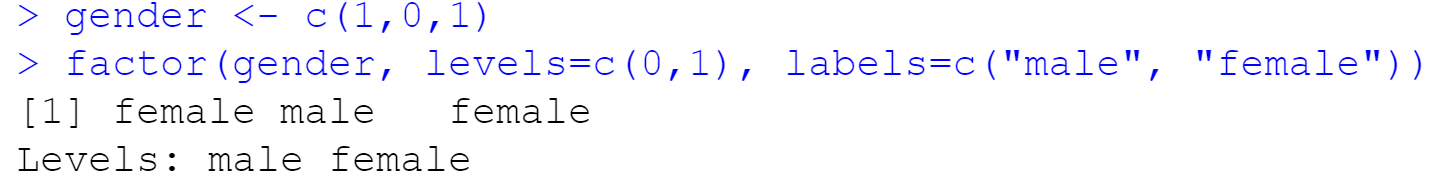 > gender <- c(1,0,1)
> factor(gender, levels=c(0,1), labels=c("male", "female"))
[1] female male   female
Levels: male female